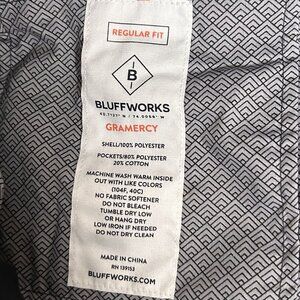 REGULAR FIT
B
BLUFFWORKS
40.7127° N / 74.0059° W
GRAMERCY
SHELL/100% POLYESTER
POCKETS/80% POLYESTER
20% COTTON
MACHINE WASH WARM INSIDE
OUT WITH LIKE COLORS
(104F, 40C)
NO FABRIC SOFTENER
DO NOT BLEACH
TUMBLE DRY LOW
OR HANG DRY
LOW IRON IF NEEDED
DO NOT DRY CLEAN
MADE IN CHINA
RN 139153
BLUFFWORKS.COM